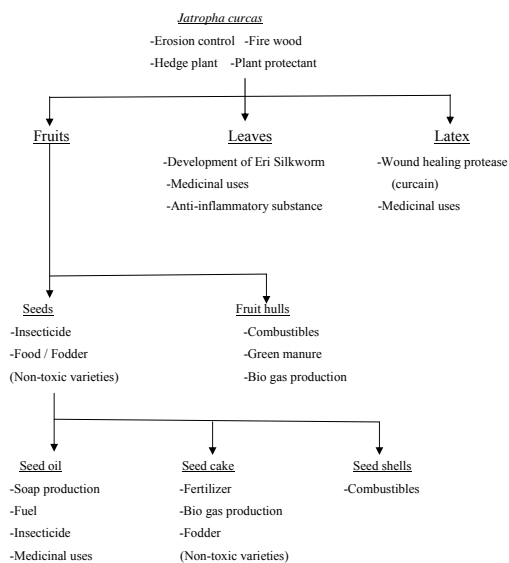 Jatropha curcas
-Erosion control -Fire wood
-Hedge plant -Plant protectant
Fruits
Leaves
-Development of Eri Silkworm
-Medicinal uses
-Anti-inflammatory substance
Latex
-Wound healing protease
(curcain)
-Medicinal uses
Seeds
-Insecticide
-Food / Fodder
(Non-toxic varieties)
Fruit hulls
-Combustibles
-Green manure
-Bio gas production
Seed oil
-Soap production
-Fuel
-Insecticide
-Medicinal uses
Seed cake
-Fertilizer
-Bio gas production
-Fodder
(Non-toxic varieties)
Seed shells
-Combustibles